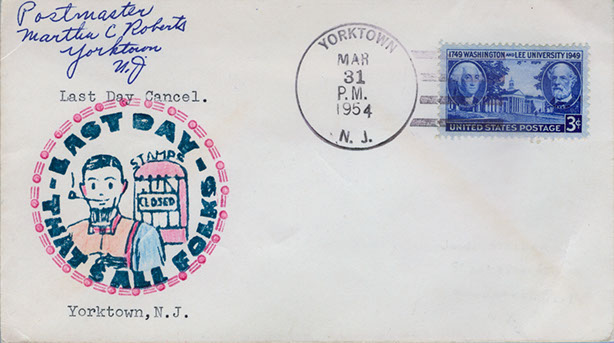 Postmaster
Martha C Roberts
Yorktown
N.J
Last Day Cancel.
LAST DAY -
THAT'S ALL FOLKS
STAMPS
CLOSED
Yorktown, N.J.
YORKTOWN
MAR
31
P.M.
1954
N. J.
1749 WASHINGTON AND LEE UNIVERSITY 1949
UNITED STATES POSTAGE 3¢